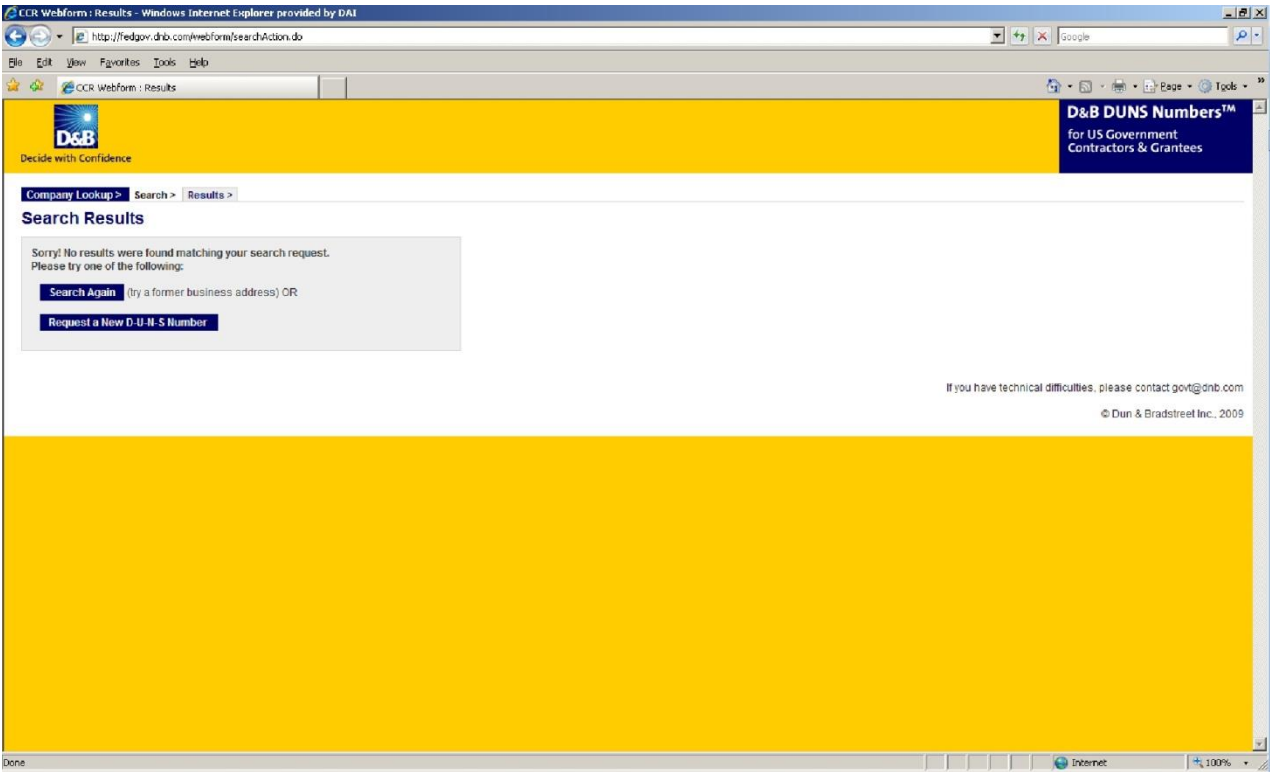 CCR Webform : Results - Windows Internet Explorer provided by DAI
http://fedgov.dnb.com/webform/searchAction.do
Google
File Edit View Favorites Tools Help
CCR Webform : Results
Page Tools
D&B
Decide with Confidence
D&B DUNS Numbers™
for US Government
Contractors & Grantees
Company Lookup > Search > Results >
Search Results
Sorry! No results were found matching your search request.
Please try one of the following:
Search Again (try a former business address) OR
Request a New D-U-N-S Number
If you have technical difficulties, please contact govt@dnb.com
© Dun & Bradstreet Inc., 2009
Done Internet 100%